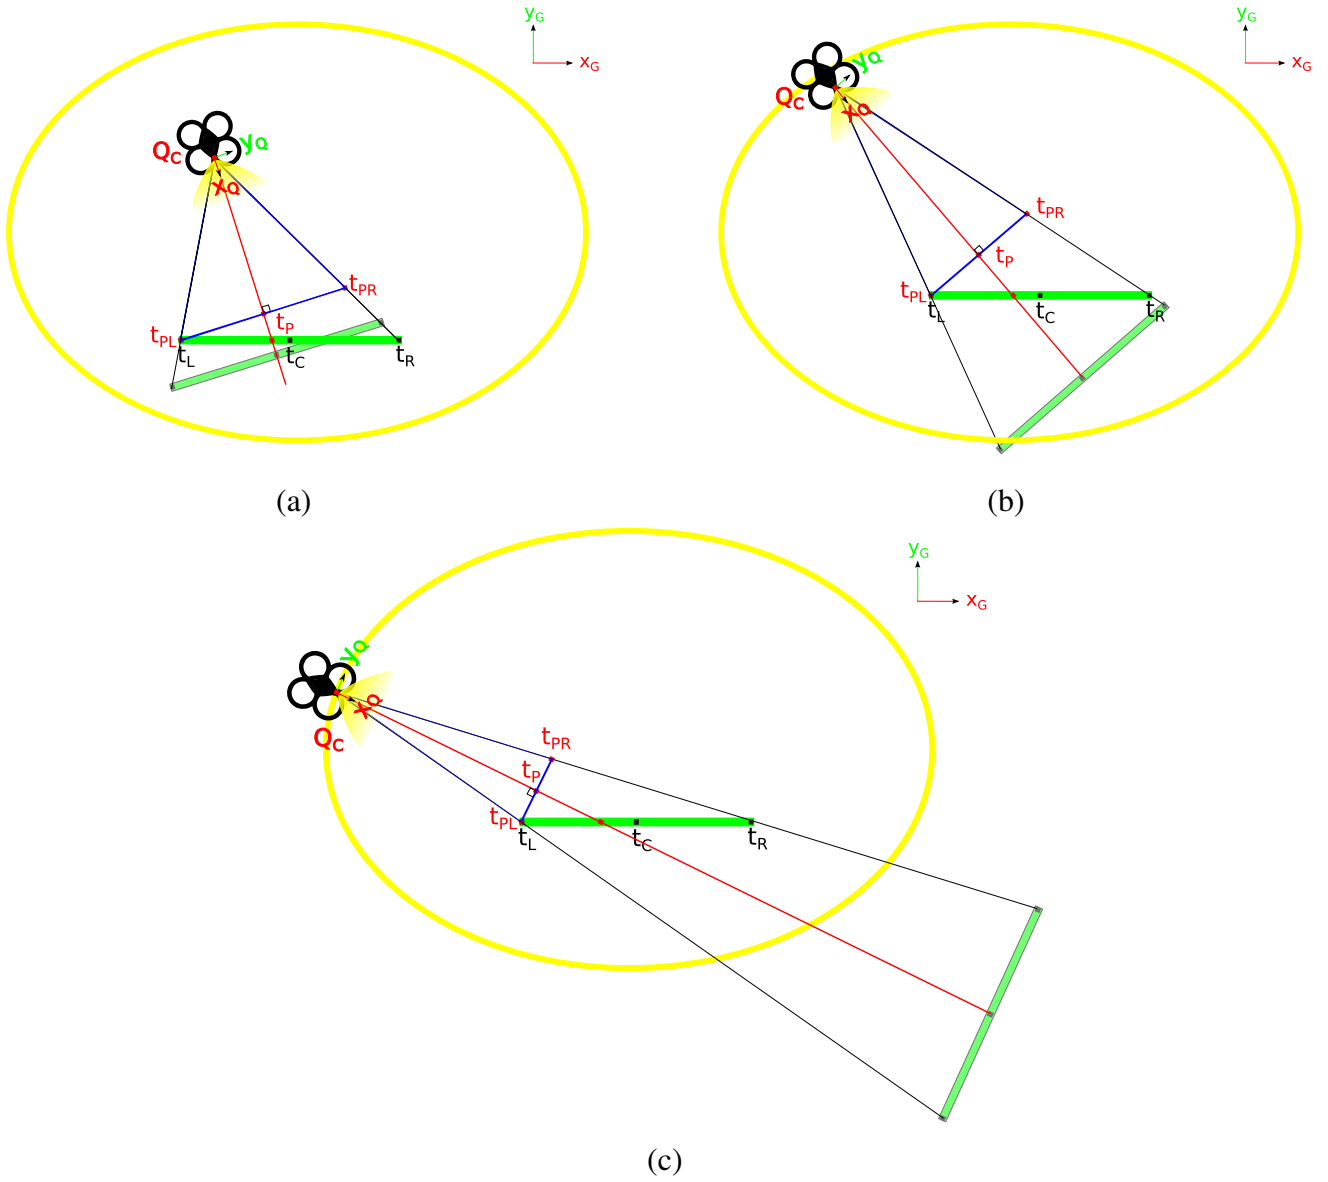 y_G
x_G
Q_C
y_Q
x_Q
t_PR
t_P
t_PL
t_L
t_C
t_R
(a)
y_G
x_G
y_Q
Q_C
x_Q
t_PR
t_P
t_PL
t_L
t_C
t_R
(b)
y_G
x_G
y_Q
x_Q
Q_C
t_PR
t_P
t_PL
t_L
t_C
t_R
(c)